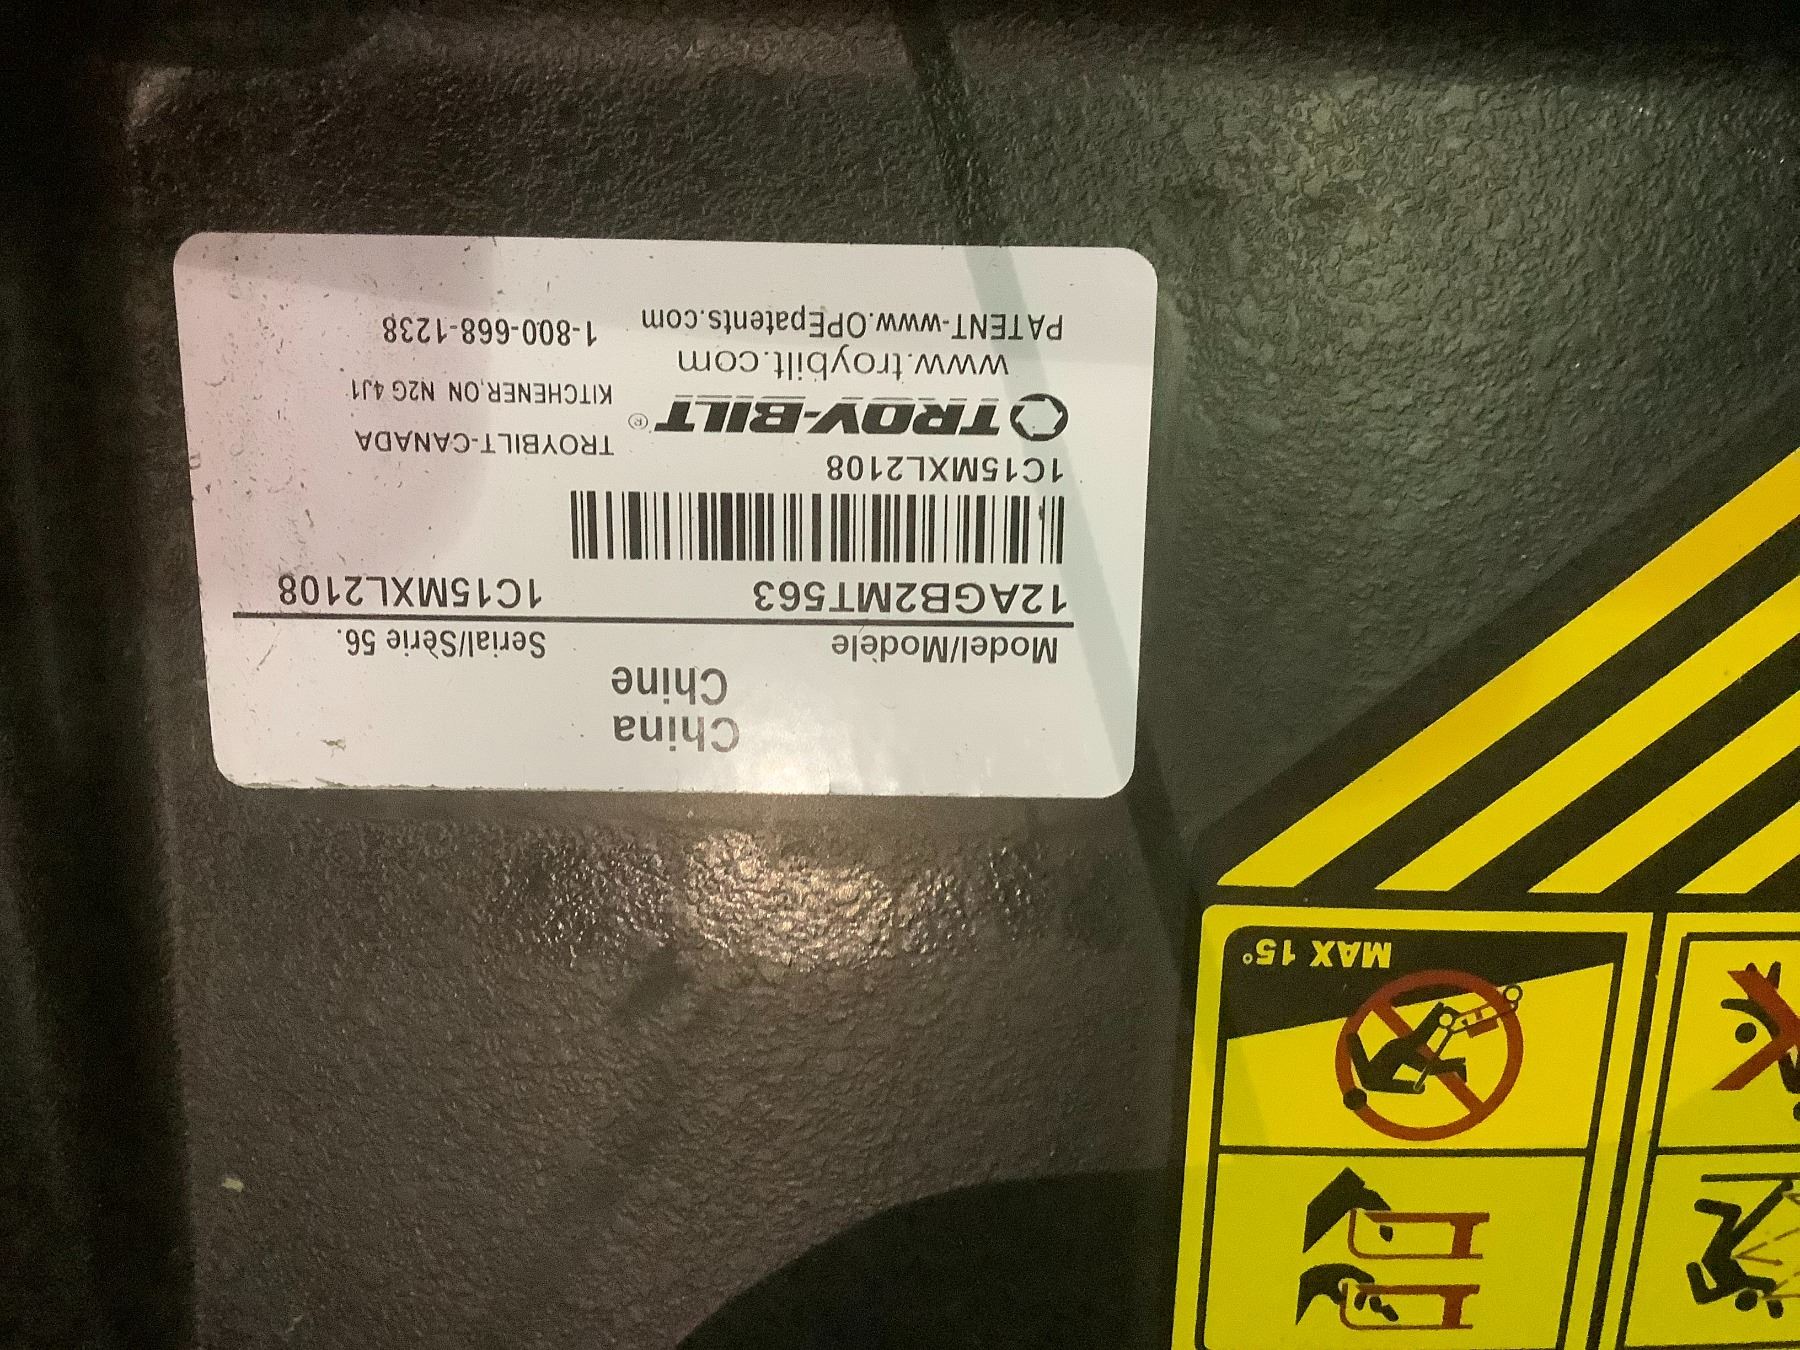 China
Chine
Model/Modèle Serial/Sèrie 56.
12AGB2MT563 1C15MXL2108
1C15MXL2108
TROY-BILT®
www.troybilt.com
PATENT-www.OPEpatents.com
TROYBILT-CANADA
KITCHENER,ON N2G 4J1
1-800-668-1238
MAX 15°